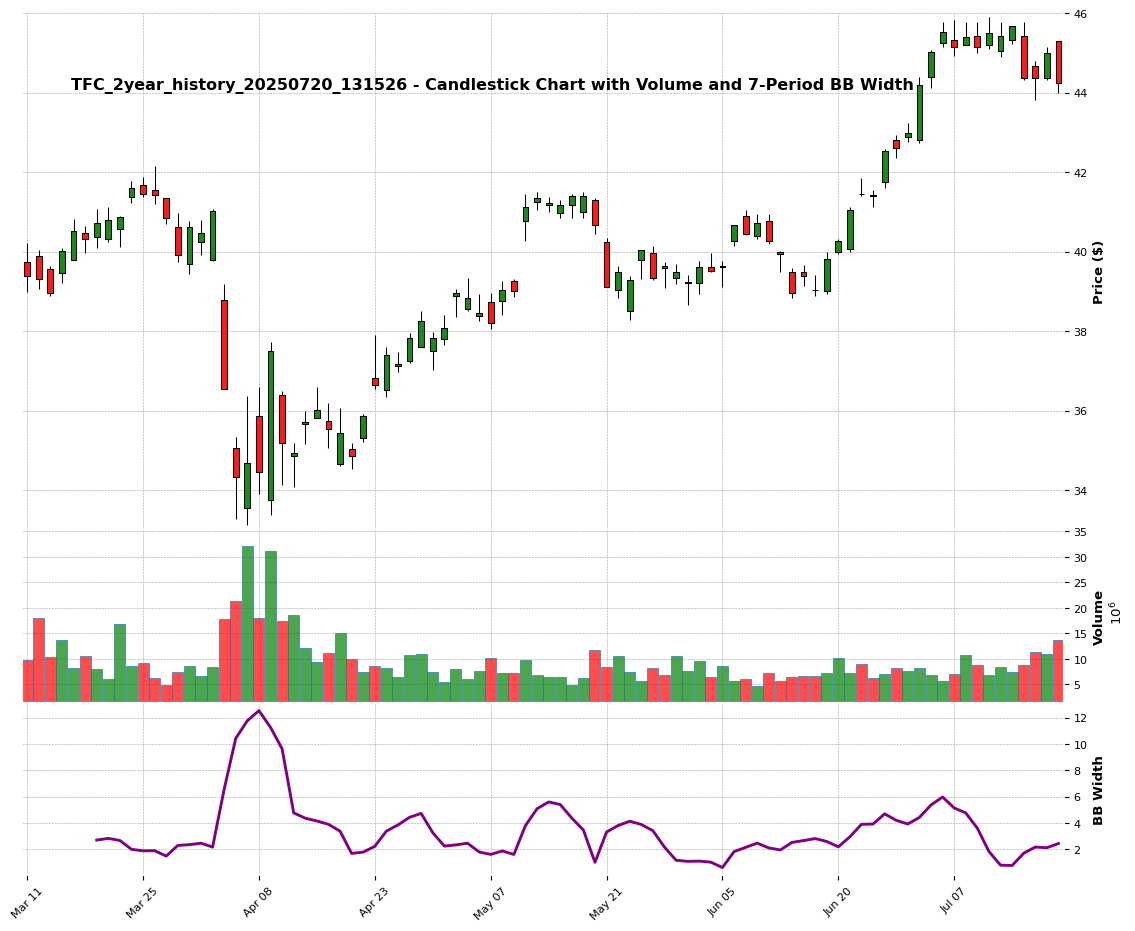 TFC_2year_history_20250720_131526 - Candlestick Chart with Volume and 7-Period BB Width
46
44
42
40
38
36
34
Price ($)
35
30
25
20
15
10
5
Volume
10^6
12
10
8
6
4
2
BB Width
Mar 11
Mar 25
Apr 08
Apr 23
May 07
May 21
Jun 05
Jun 20
Jul 07